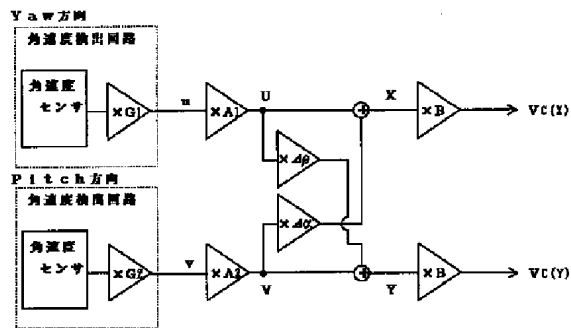 Yaw方向
角速度検出回路
角速度
センサ
×G1
u
×A1
U
X
×B
VC(X)
×Δβ
×Δα
Pitch方向
角速度検出回路
角速度
センサ
×G2
v
×A2
V
Y
×B
VC(Y)